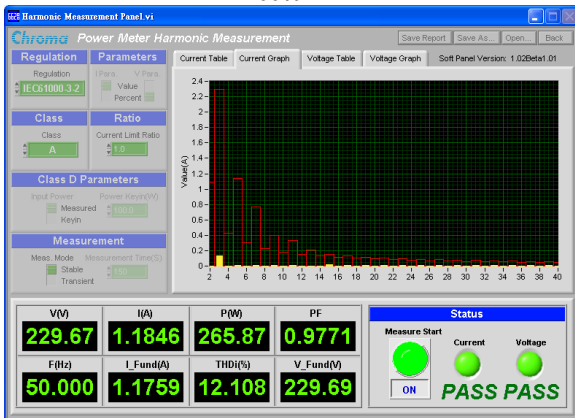 Harmonic Measurement Panel.vi
Chroma Power Meter Harmonic Measurement
Save Report Save As... Open... Back
Regulation Parameters
Current Table Current Graph Voltage Table Voltage Graph Soft Panel Version: 1.02Beta1.01
Regulation
I Para. V Para.
IEC61000-3-2
Value
Percent
Class Ratio
Class
Current Limit Ratio
A
1.0
Class D Parameters
Input Power Power Keyin(W)
Measured
Keyin
100.0
Measurement
Meas. Mode Measurement Time(S)
Stable
Transient
150
Value(A)
2.4
2.2
2
1.8
1.6
1.4
1.2
1
0.8
0.6
0.4
0.2
0
2 4 6 8 10 12 14 16 18 20 22 24 26 28 30 32 34 36 38 40
V(V) I(A) P(W) PF
229.67 1.1846 265.87 0.9771
F(Hz) I_Fund(A) THDi(%) V_Fund(V)
50.000 1.1759 12.108 229.69
Status
Measure Start
Current Voltage
ON
PASS PASS